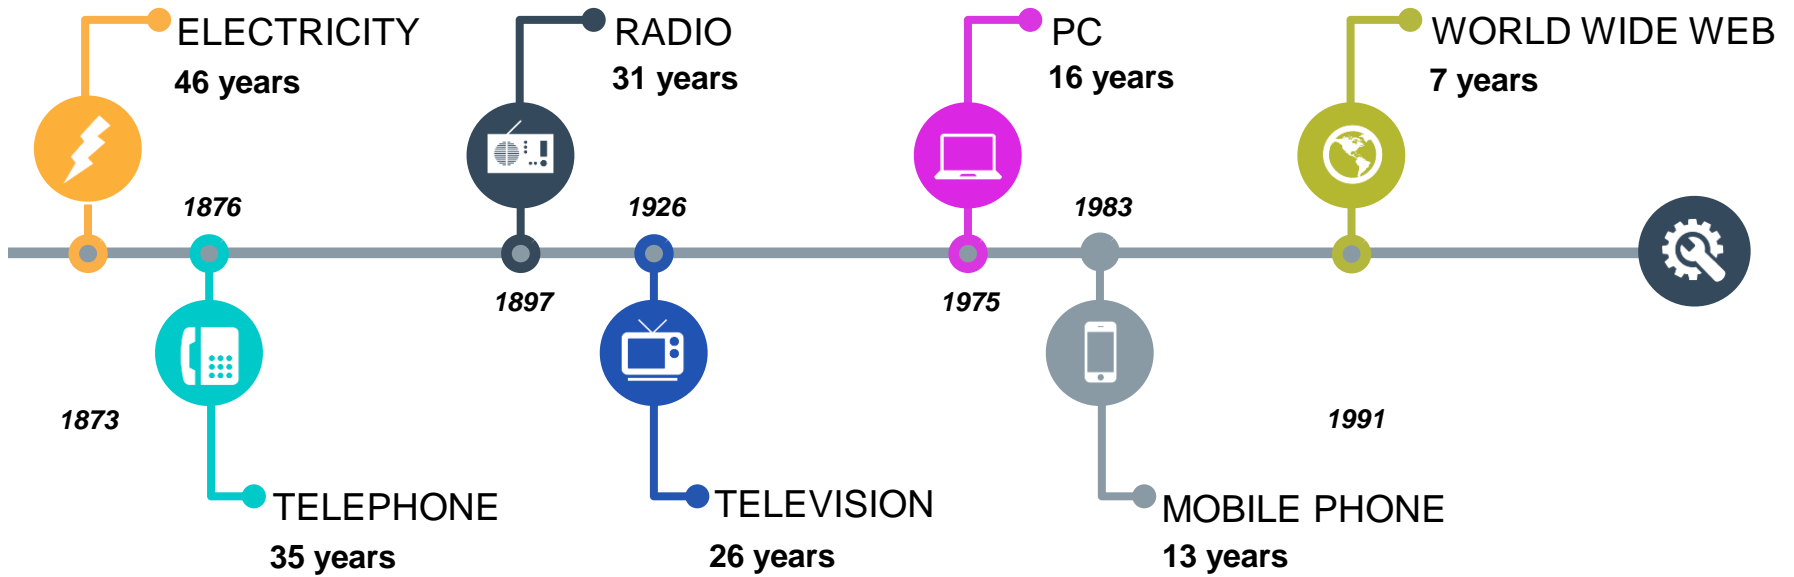 ELECTRICITY
46 years
RADIO
31 years
PC
16 years
WORLD WIDE WEB
7 years
1876
1926
1983
1897
1975
1873
1991
TELEPHONE
35 years
TELEVISION
26 years
MOBILE PHONE
13 years